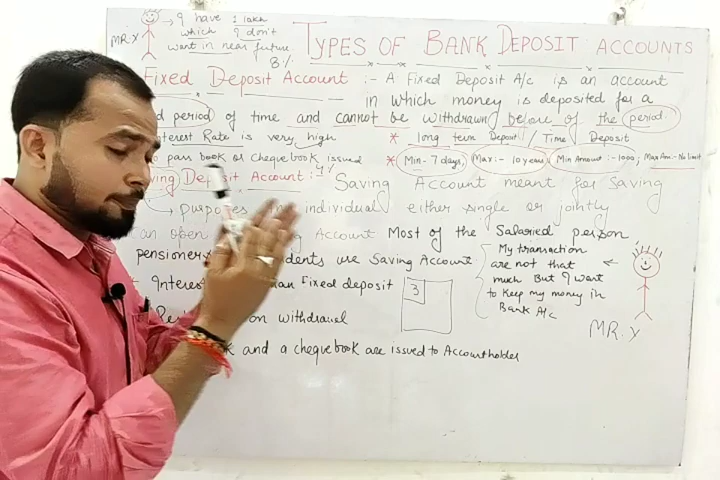 I have 1 lakh
which I don't
want in near future
MR. X
8%
TYPES OF BANK DEPOSIT ACCOUNTS
Fixed Deposit Account :- A Fixed Deposit A/c is an account
in which money is deposited for a
period of time and cannot be withdrawn before of the period.
Interest Rate is very high
* long term Deposit / Time Deposit
pass book or chequebook issued
* Min - 7 days, Max :- 10 years, Min Amount :- 1000; Max Am:- No limit
4%
Deposit Account :- Saving Account meant for Saving
purposes individual either single or jointly
an open Account Most of the Salaried person
pensioners use Saving Account
My transaction
are not that
much But I want
to keep my money in
Bank A/c
MR. Y
Interest Fixed deposit
3
on withdrawel
and a chequebook are issued to Accountholder